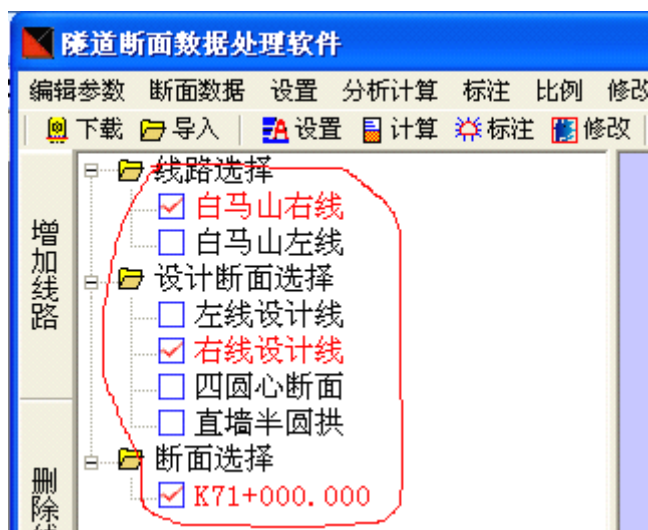 隧道断面数据处理软件
编辑参数 断面数据 设置 分析计算 标注 比例 修改
下载 导入 设置 计算 标注 修改
线路选择
白马山右线
白马山左线
设计断面选择
左线设计线
右线设计线
四圆心断面
直墙半圆拱
断面选择
K71+000.000
增加线路
删除